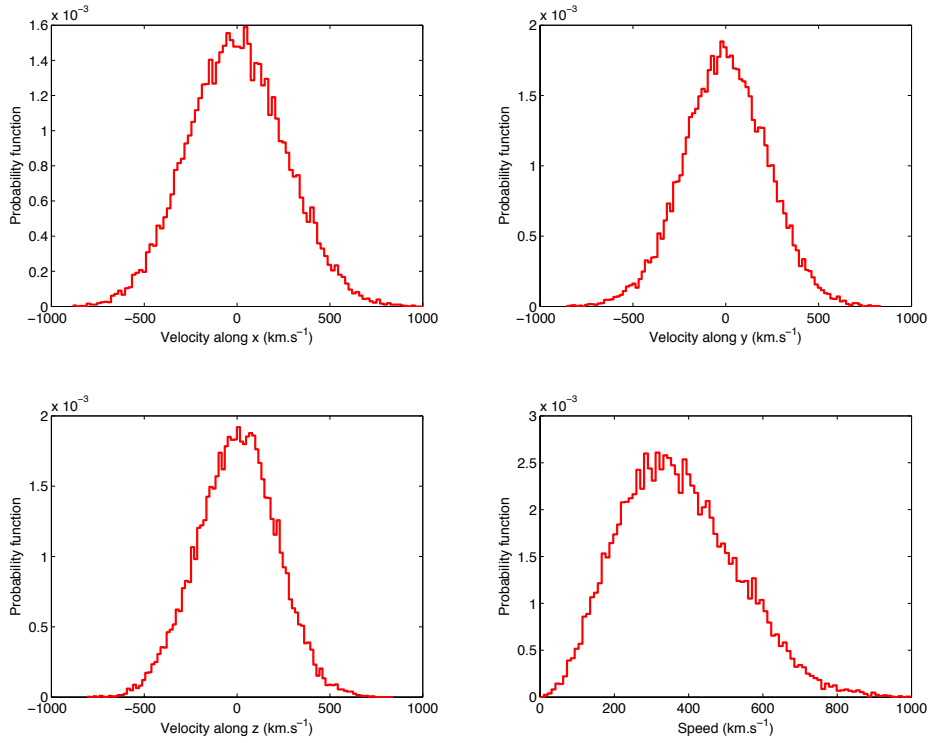 x 10⁻³
1.6
1.4
1.2
1
0.8
0.6
0.4
0.2
0
Probability function
−1000 −500 0 500 1000
Velocity along x (km.s⁻¹)
x 10⁻³
2
1.5
1
0.5
0
Probability function
−1000 −500 0 500 1000
Velocity along y (km.s⁻¹)
x 10⁻³
2
1.5
1
0.5
0
Probability function
−1000 −500 0 500 1000
Velocity along z (km.s⁻¹)
x 10⁻³
3
2.5
2
1.5
1
0.5
0
Probability function
0 200 400 600 800 1000
Speed (km.s⁻¹)